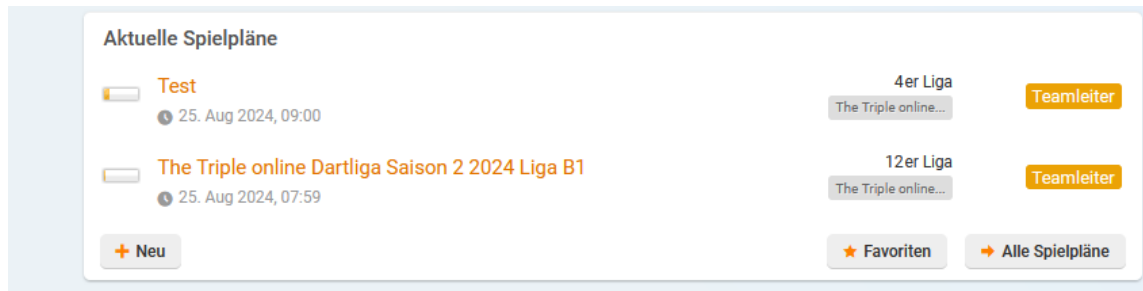 Aktuelle Spielpläne
Test
4er Liga
Teamleiter
25. Aug 2024, 09:00
The Triple online...
The Triple online Dartliga Saison 2 2024 Liga B1
12er Liga
Teamleiter
25. Aug 2024, 07:59
The Triple online...
Neu
Favoriten
Alle Spielpläne